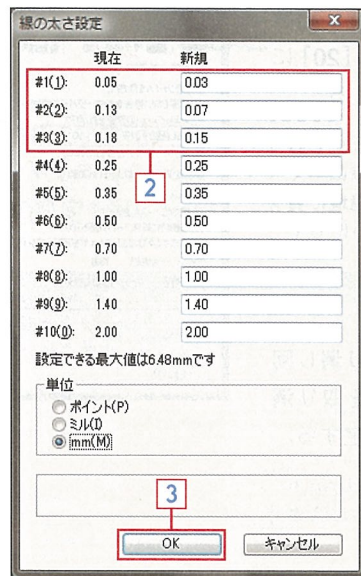 線の太さ設定
現在 新規
#1(1): 0.05 0.03
#2(2): 0.13 0.07
#3(3): 0.18 0.15
#4(4): 0.25 0.25
2
#5(5): 0.35 0.35
#6(6): 0.50 0.50
#7(7): 0.70 0.70
#8(8): 1.00 1.00
#9(9): 1.40 1.40
#10(0): 2.00 2.00
設定できる最大値は6.48mmです
単位
ポイント(P)
ミル(I)
mm(M)
3
OK キャンセル